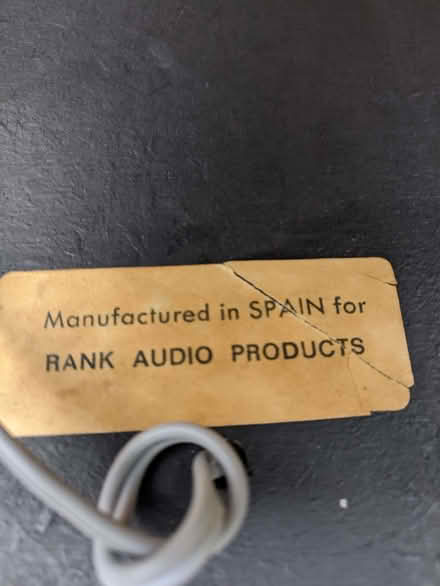 Manufactured in SPAIN for
RANK AUDIO PRODUCTS